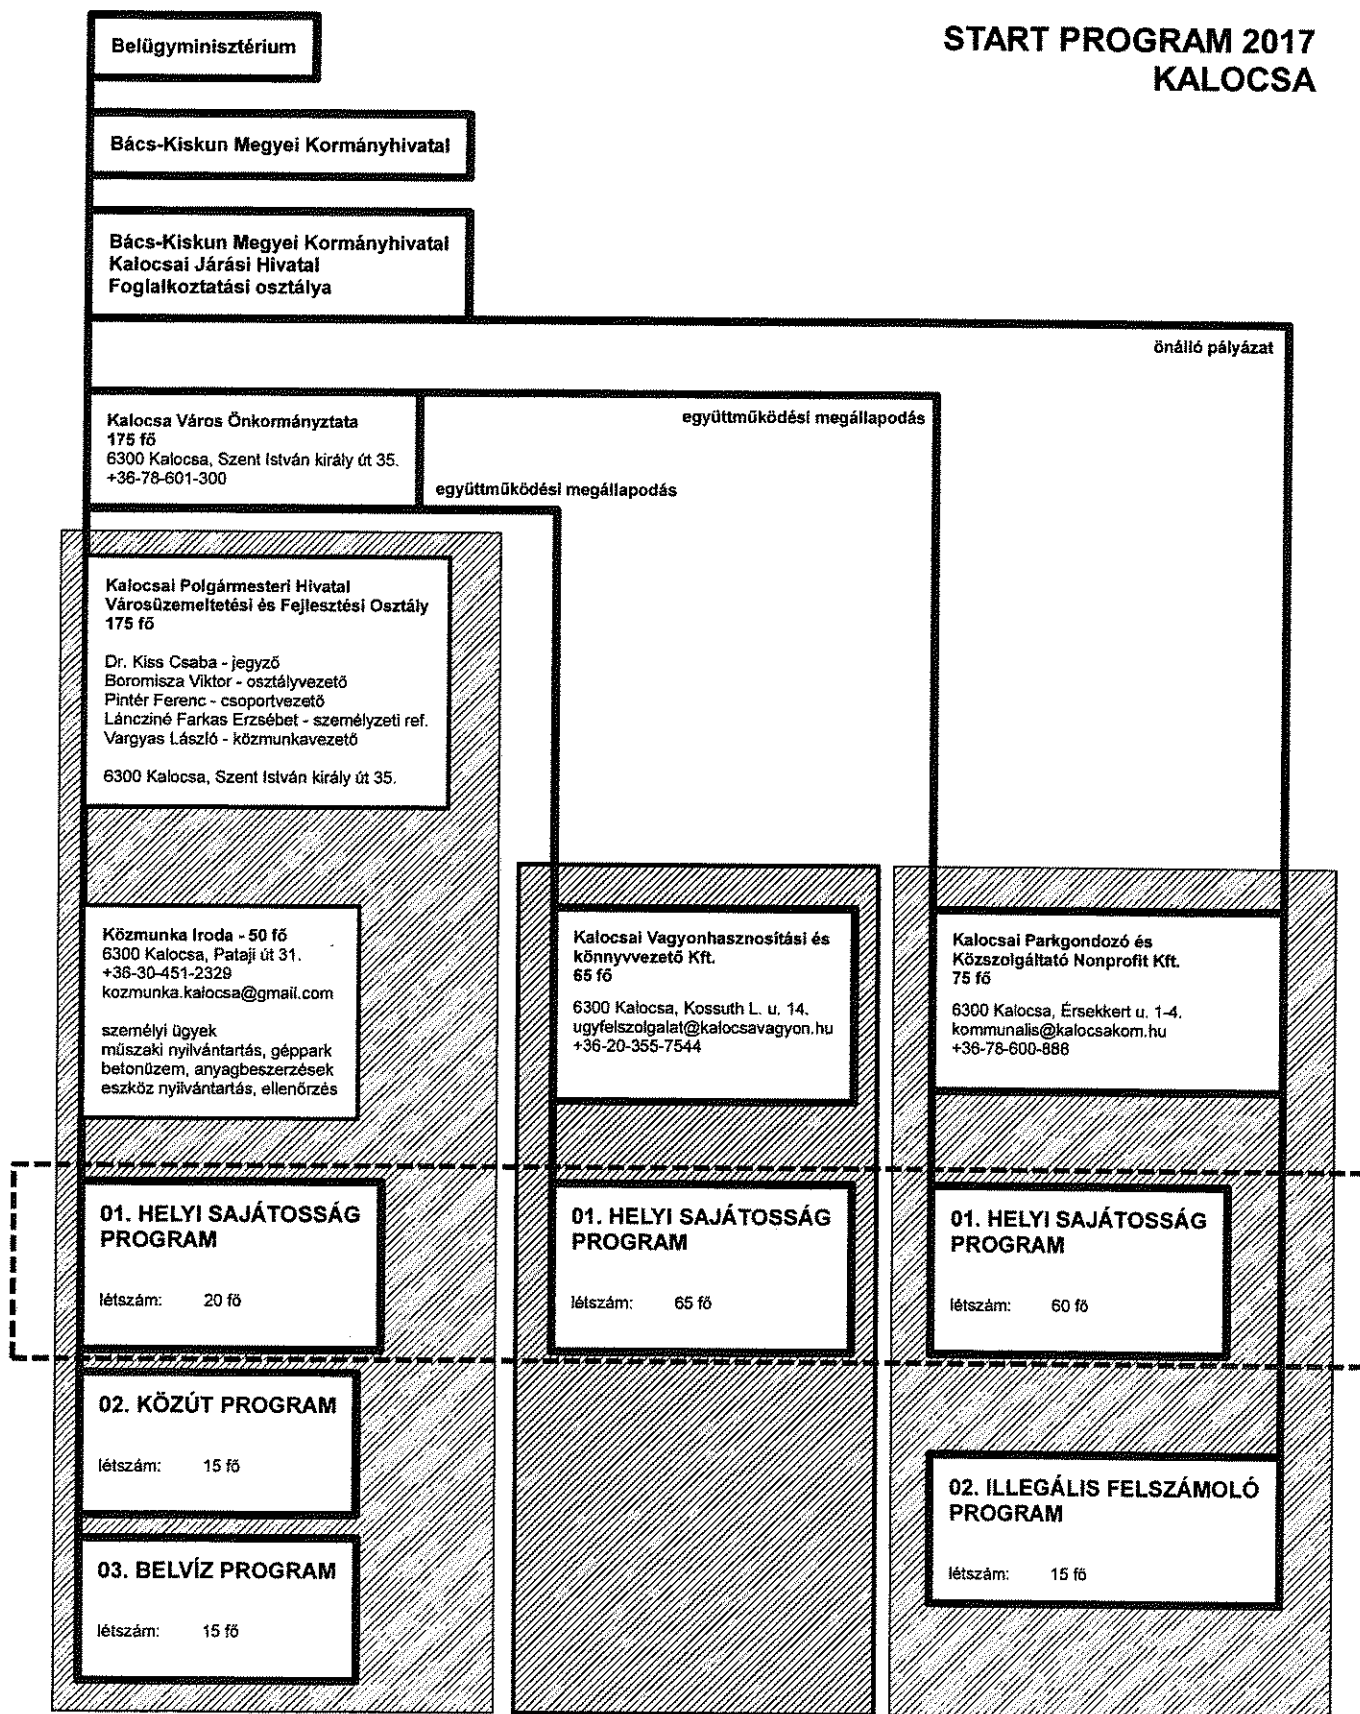 START PROGRAM 2017
KALOCSA
Belügyminisztérium
Bács-Kiskun Megyei Kormányhivatal
Bács-Kiskun Megyei Kormányhivatal
Kalocsai Járási Hivatal
Foglalkoztatási osztálya
önálló pályázat
Kalocsa Város Önkormányztata
175 fő
6300 Kalocsa, Szent István király út 35.
+36-78-601-300
együttműködési megállapodás
együttműködési megállapodás
Kalocsai Polgármesteri Hivatal
Városüzemeltetési és Fejlesztési Osztály
175 fő
Dr. Kiss Csaba - jegyző
Boromisza Viktor - osztályvezető
Pintér Ferenc - csoportvezető
Láncziné Farkas Erzsébet - személyzeti ref.
Vargyas László - közmunkavezető
6300 Kalocsa, Szent István király út 35.
Közmunka Iroda - 50 fő
6300 Kalocsa, Pataji út 31.
+36-30-451-2329
kozmunka.kalocsa@gmail.com
személyi ügyek
műszaki nyilvántartás, géppark
betonüzem, anyagbeszerzések
eszköz nyilvántartás, ellenőrzés
Kalocsai Vagyonhasznosítási és
könnyvvezető Kft.
65 fő
6300 Kalocsa, Kossuth L. u. 14.
ugyfelszolgalat@kalocsavagyon.hu
+36-20-355-7544
Kalocsai Parkgondozó és
Közszolgáltató Nonprofit Kft.
75 fő
6300 Kalocsa, Érsekkert u. 1-4.
kommunalis@kalocsakom.hu
+36-78-600-886
01. HELYI SAJÁTOSSÁG
PROGRAM
létszám: 20 fő
01. HELYI SAJÁTOSSÁG
PROGRAM
létszám: 65 fő
01. HELYI SAJÁTOSSÁG
PROGRAM
létszám: 60 fő
02. KÖZÚT PROGRAM
létszám: 15 fő
03. BELVÍZ PROGRAM
létszám: 15 fő
02. ILLEGÁLIS FELSZÁMOLÓ
PROGRAM
létszám: 15 fő